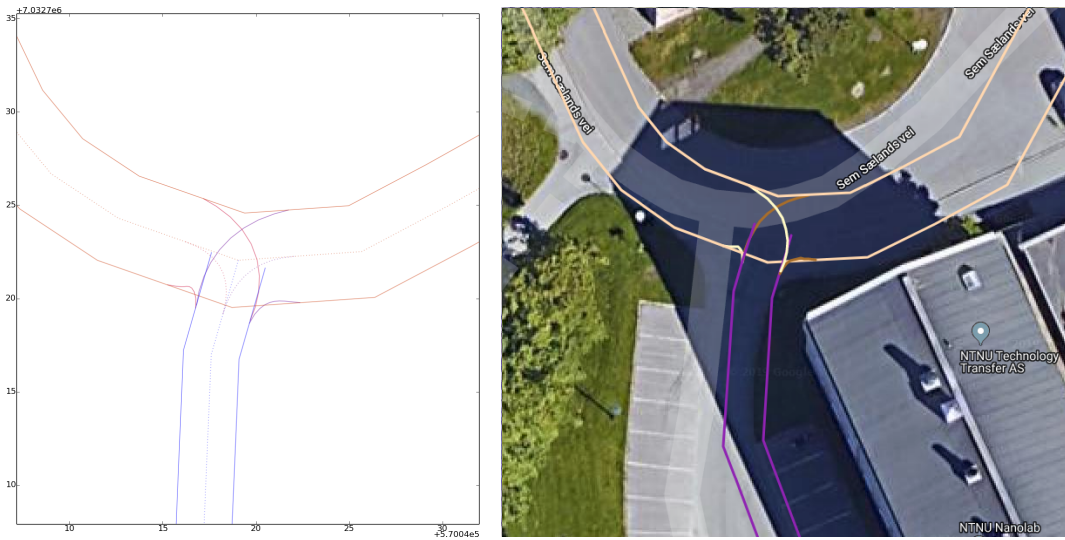 +7.0327e6
35
30
25
20
15
10
10
15
20
25
30
+5.7004e5
Sem Sælands vei
Sem Sælands vei
Sem Sælands vei
NTNU Technology
Transfer AS
NTNU Nanolab